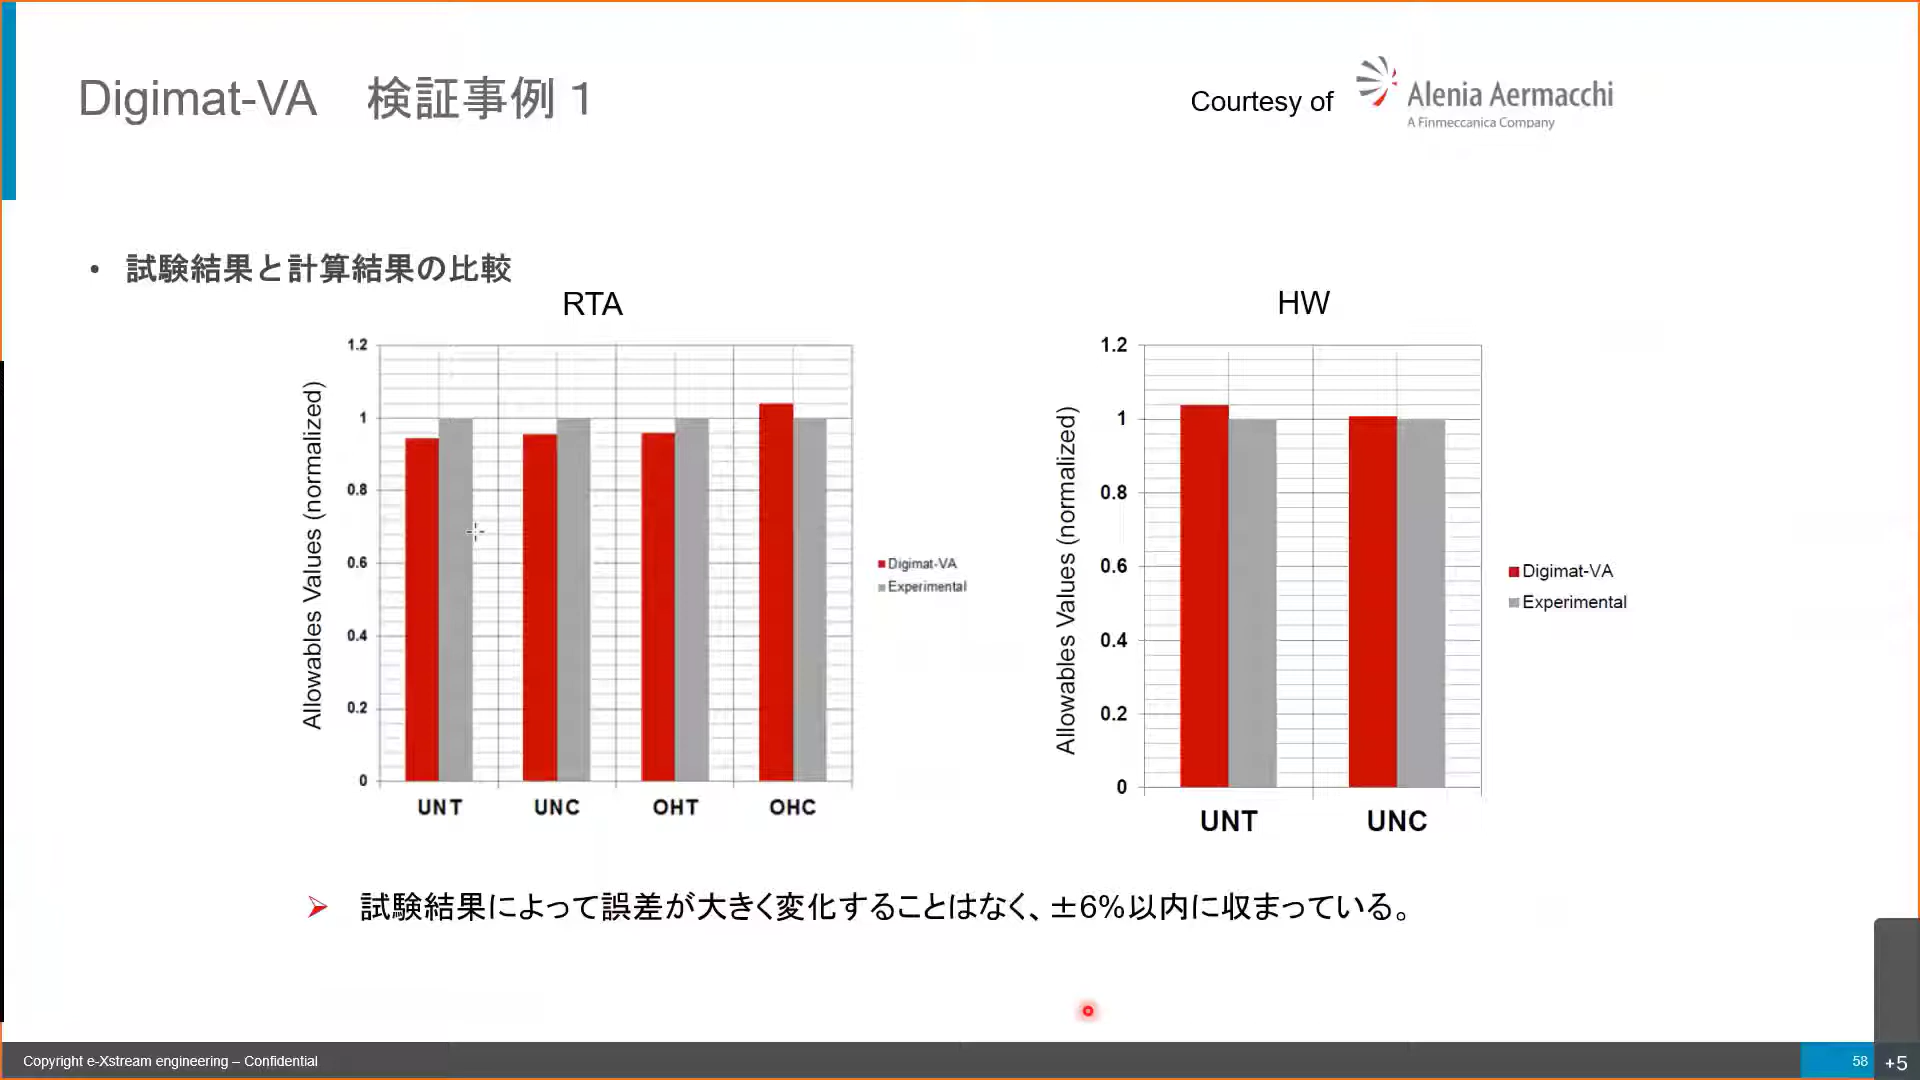 Digimat-VA 検証事例1
Courtesy of
Alenia Aermacchi
A Finmeccanica Company
• 試験結果と計算結果の比較
RTA
Allowables Values (normalized)
1.2
1
0.8
0.6
0.4
0.2
0
UNT UNC OHT OHC
Digimat-VA
Experimental
HW
Allowables Values (normalized)
1.2
1
0.8
0.6
0.4
0.2
0
UNT UNC
Digimat-VA
Experimental
試験結果によって誤差が大きく変化することはなく、±6%以内に収まっている。
Copyright e-Xstream engineering – Confidential
58
+5